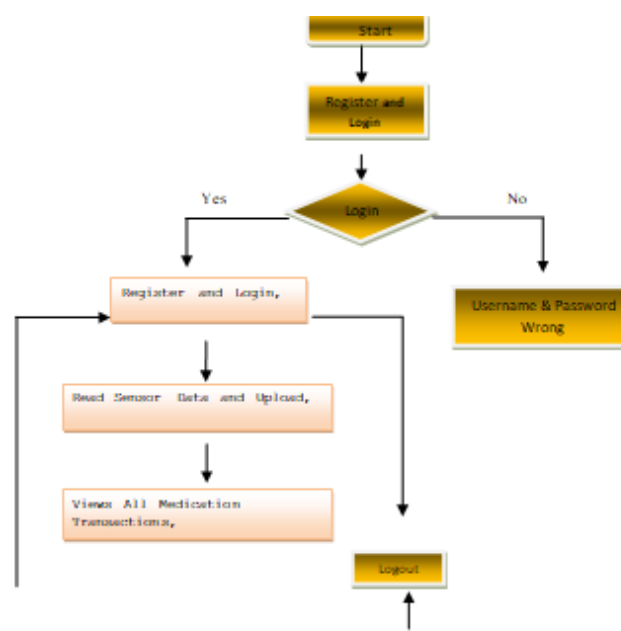 Start
Register and
Login
Login
Yes
No
Register and Login,
Username & Password
Wrong
Read Sensor Data and Upload,
Views All Medication
Transactions,
Logout